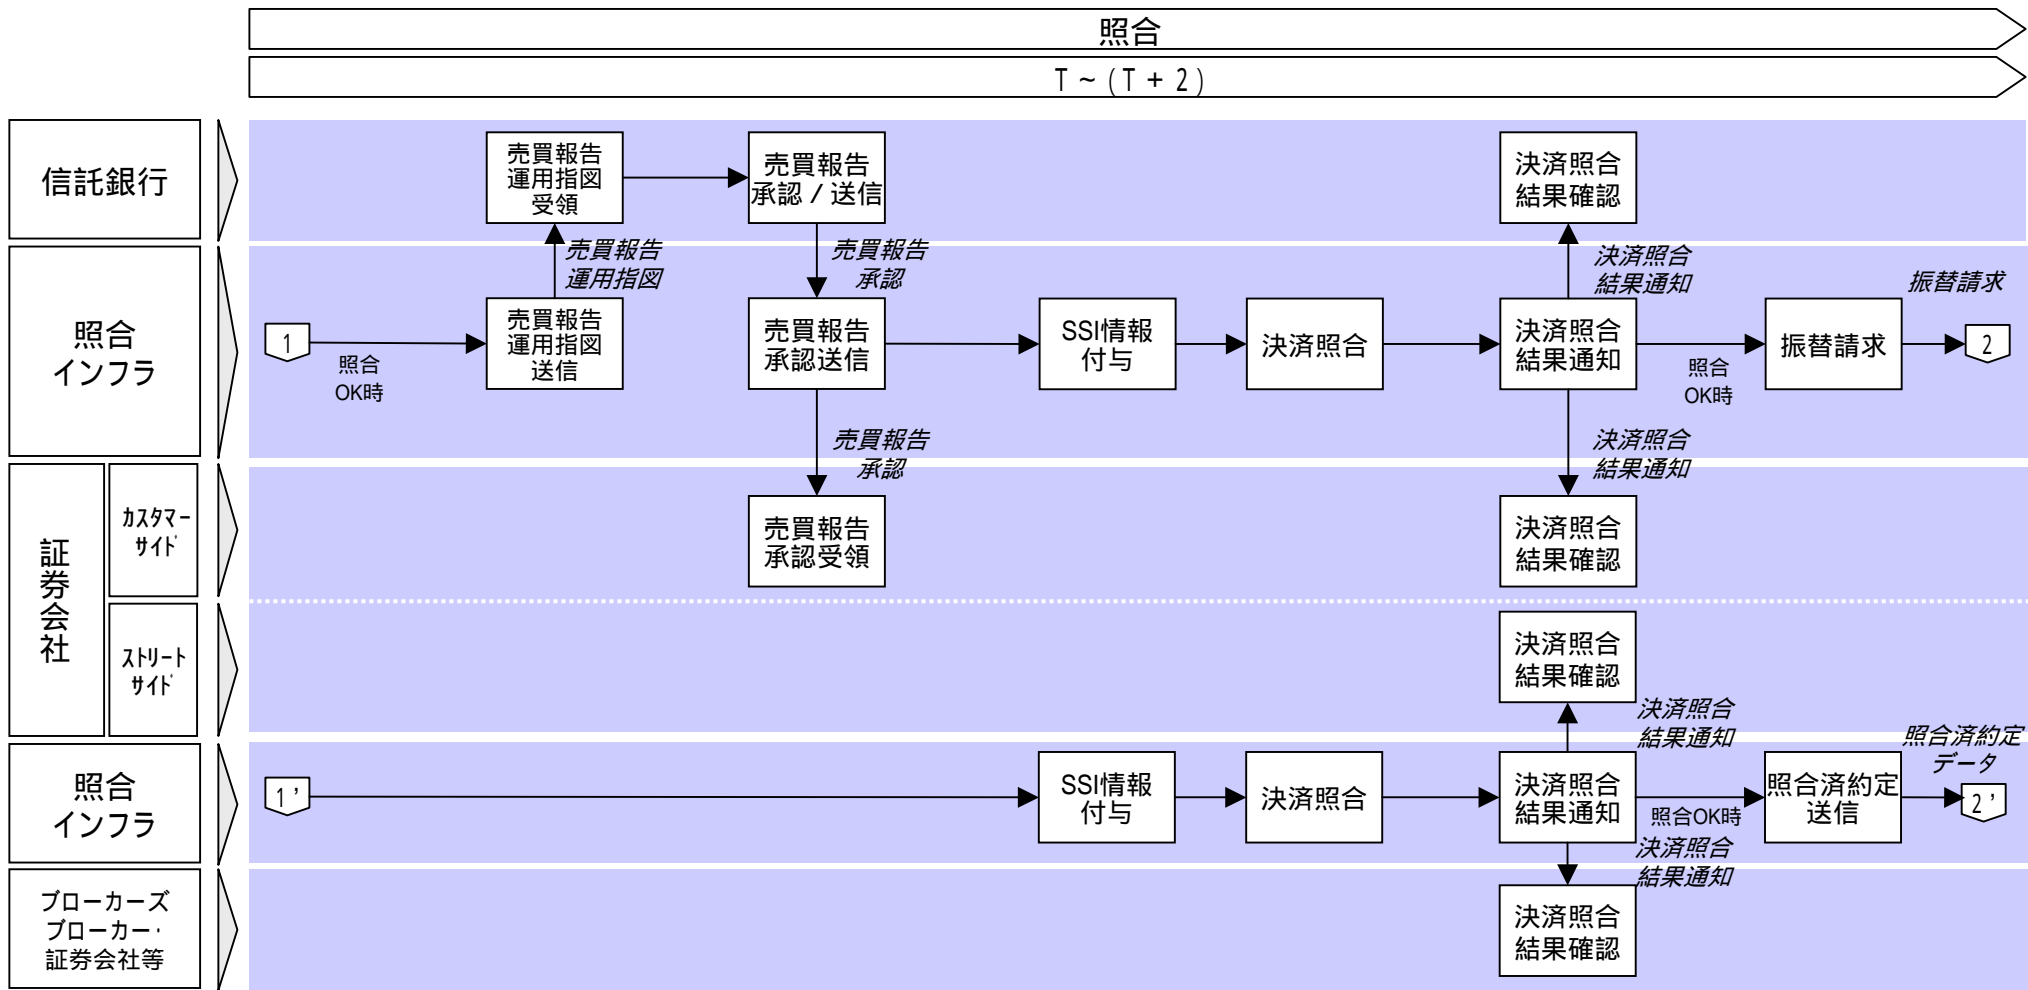 照合
T ~ ( T + 2 )
信託銀行
売買報告
運用指図
受領
売買報告
承認 / 送信
決済照合
結果確認
売買報告
運用指図
売買報告
承認
決済照合
結果通知
振替請求
照合
インフラ
1
照合
OK時
売買報告
運用指図
送信
売買報告
承認送信
SSI情報
付与
決済照合
決済照合
結果通知
照合
OK時
振替請求
2
売買報告
承認
決済照合
結果通知
証券会社
カスタマー
サイド
売買報告
承認受領
決済照合
結果確認
ストリート
サイド
決済照合
結果確認
決済照合
結果通知
照合済約定
データ
照合
インフラ
1 '
SSI情報
付与
決済照合
決済照合
結果通知
照合OK時
照合済約定
送信
2 '
決済照合
結果通知
ブローカーズ
ブローカー・
証券会社等
決済照合
結果確認